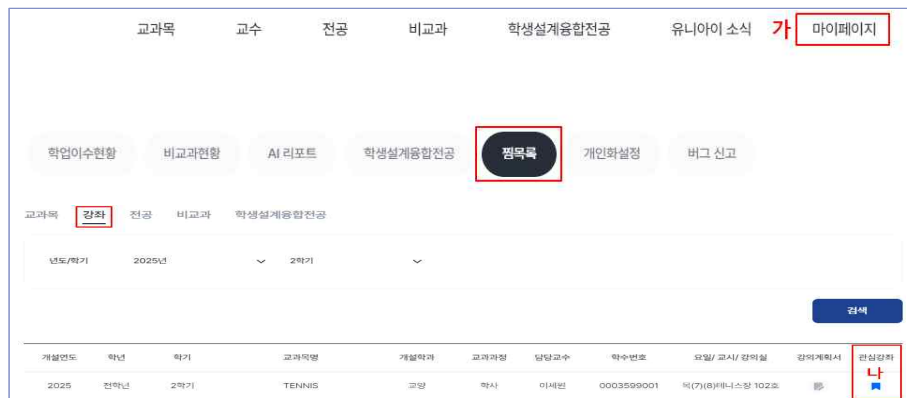 교과목 교수 전공 비교과 학생설계융합전공 유니아이 소식 가 마이페이지
학업이수현황 비교과현황 AI 리포트 학생설계융합전공 찜목록 개인화설정 버그 신고
교과목 강좌 전공 비교과 학생설계융합전공
년도/학기 2025년 2학기
검색
개설연도 학년 학기 교과목명 개설학과 교과과정 담당교수 학수번호 요일/ 교시/ 강의실 강의계획서 관심강좌
나
2025 전학년 2학기 TENNIS 교양 학사 이세원 0003599001 목(7)(8)테니스장 102호